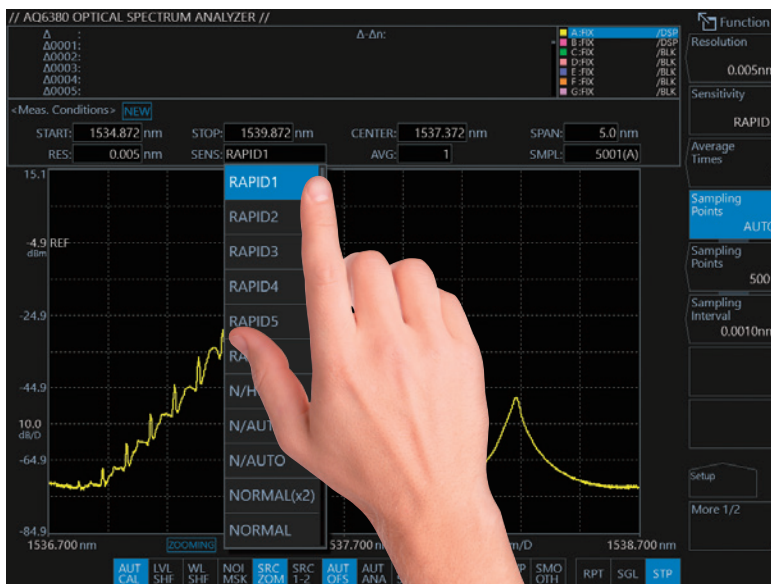 // AQ6380 OPTICAL SPECTRUM ANALYZER //
Function
Δ :
Δ0001:
Δ0002:
Δ0003:
Δ0004:
Δ0005:
Δ-Δn:
A:FIX /DSP
B:FIX /DSP
C:FIX /BLK
D:FIX /BLK
E:FIX /BLK
F:FIX /BLK
G:FIX /BLK
<Meas. Conditions> NEW
START: 1534.872 nm STOP: 1539.872 nm CENTER: 1537.372 nm SPAN: 5.0 nm
RES: 0.005 nm SENS: RAPID1 AVG: 1 SMPL: 5001(A)
RAPID1
RAPID2
RAPID3
RAPID4
RAPID5
N/AUTO
NORMAL(x2)
NORMAL
15.1
-4.9 REF
dBm
-24.9
-44.9
10.0
dB/D
-64.9
-84.9
1536.700 nm ZOOMING 1538.700 nm
Resolution
0.005nm
Sensitivity
RAPID
Average
Times
Sampling
Points
AUTO
Sampling
Points
500
Sampling
Interval
0.0010nm
Setup
More 1/2
AUT CAL
LVL SHF
WL SHF
NOI MSK
SRC ZOM
SRC 1-2
AUT OFS
AUT ANA
SMO OTH
RPT
SGL
STP